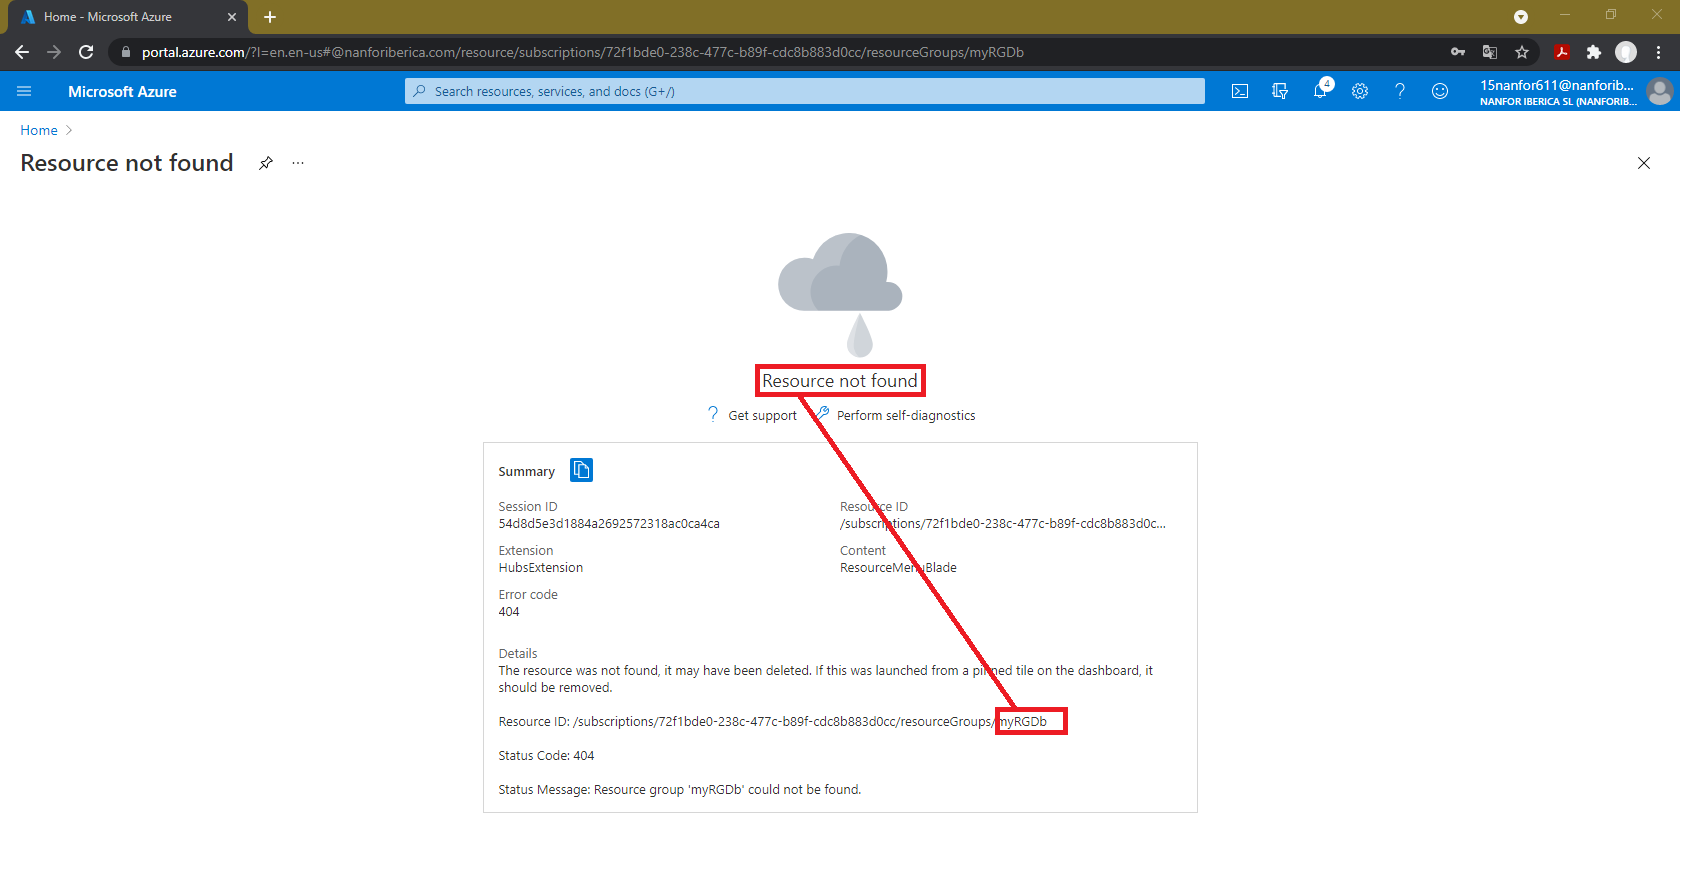 Home - Microsoft Azure
portal.azure.com/?l=en.en-us#@nanforiberica.com/resource/subscriptions/72f1bde0-238c-477c-b89f-cdc8b883d0cc/resourceGroups/myRGDb
Microsoft Azure
Search resources, services, and docs (G+/)
4
15nanfor611@nanforib...
NANFOR IBERICA SL (NANFORIB...
Home
Resource not found
Resource not found
Get support
Perform self-diagnostics
Summary
Session ID
54d8d5e3d1884a2692572318ac0ca4ca
Resource ID
/subscriptions/72f1bde0-238c-477c-b89f-cdc8b883d0c...
Extension
HubsExtension
Content
ResourceMenuBlade
Error code
404
Details
The resource was not found, it may have been deleted. If this was launched from a pinned tile on the dashboard, it
should be removed.
Resource ID: /subscriptions/72f1bde0-238c-477c-b89f-cdc8b883d0cc/resourceGroups/myRGDb
Status Code: 404
Status Message: Resource group 'myRGDb' could not be found.